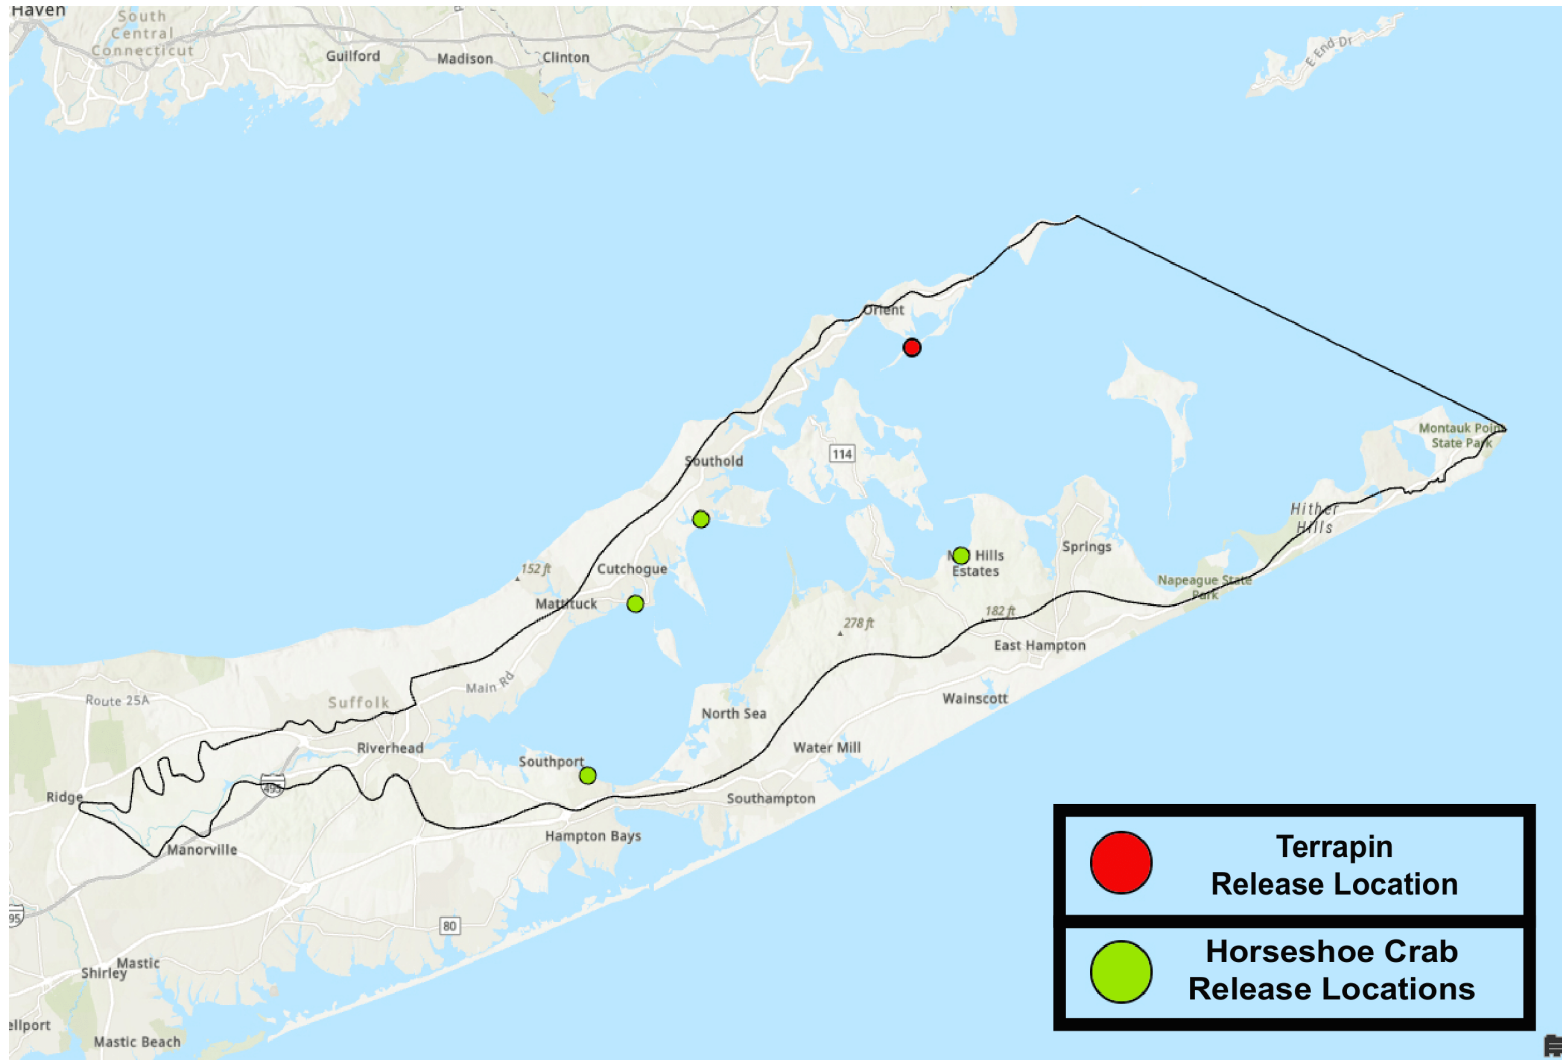 Haven
South
Central
Connecticut
Guilford
Madison
Clinton
E End Dr
Orient
Montauk Point
State Park
114
Southold
Hither
Hills
Springs
Hills
Estates
152 ft
Cutchogue
Mattituck
Napeague State
Park
182 ft
278 ft
East Hampton
Main Rd
Route 25A
Suffolk
Wainscott
North Sea
Riverhead
Water Mill
Southport
495
Ridge
Southampton
Hampton Bays
Manorville
Terrapin
Release Location
95
80
Horseshoe Crab
Release Locations
Mastic
Shirley
ellport
Mastic Beach